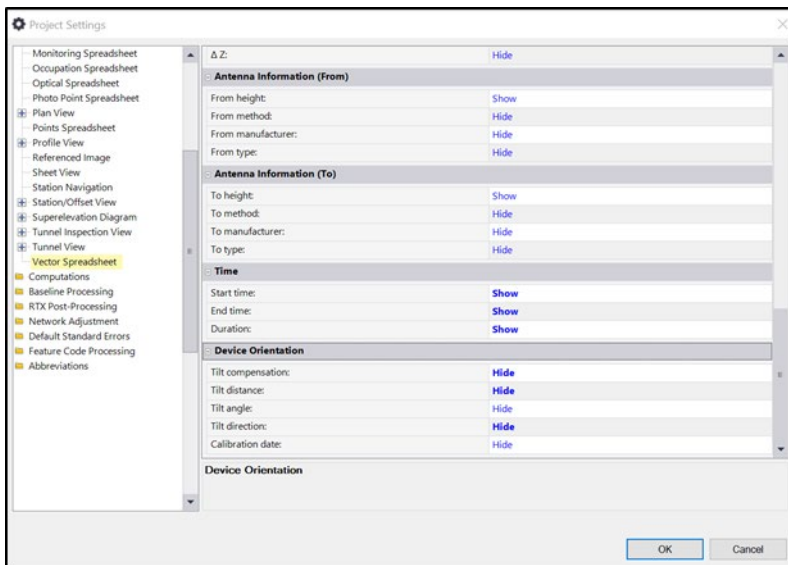 Project Settings
Monitoring Spreadsheet
Occupation Spreadsheet
Optical Spreadsheet
Photo Point Spreadsheet
Plan View
Points Spreadsheet
Profile View
Referenced Image
Sheet View
Station Navigation
Station/Offset View
Superelevation Diagram
Tunnel Inspection View
Tunnel View
Vector Spreadsheet
Computations
Baseline Processing
RTX Post-Processing
Network Adjustment
Default Standard Errors
Feature Code Processing
Abbreviations
Δ Z: Hide
Antenna Information (From)
From height: Show
From method: Hide
From manufacturer: Hide
From type: Hide
Antenna Information (To)
To height: Show
To method: Hide
To manufacturer: Hide
To type: Hide
Time
Start time: Show
End time: Show
Duration: Show
Device Orientation
Tilt compensation: Hide
Tilt distance: Hide
Tilt angle: Hide
Tilt direction: Hide
Calibration date: Hide
Device Orientation
OK Cancel